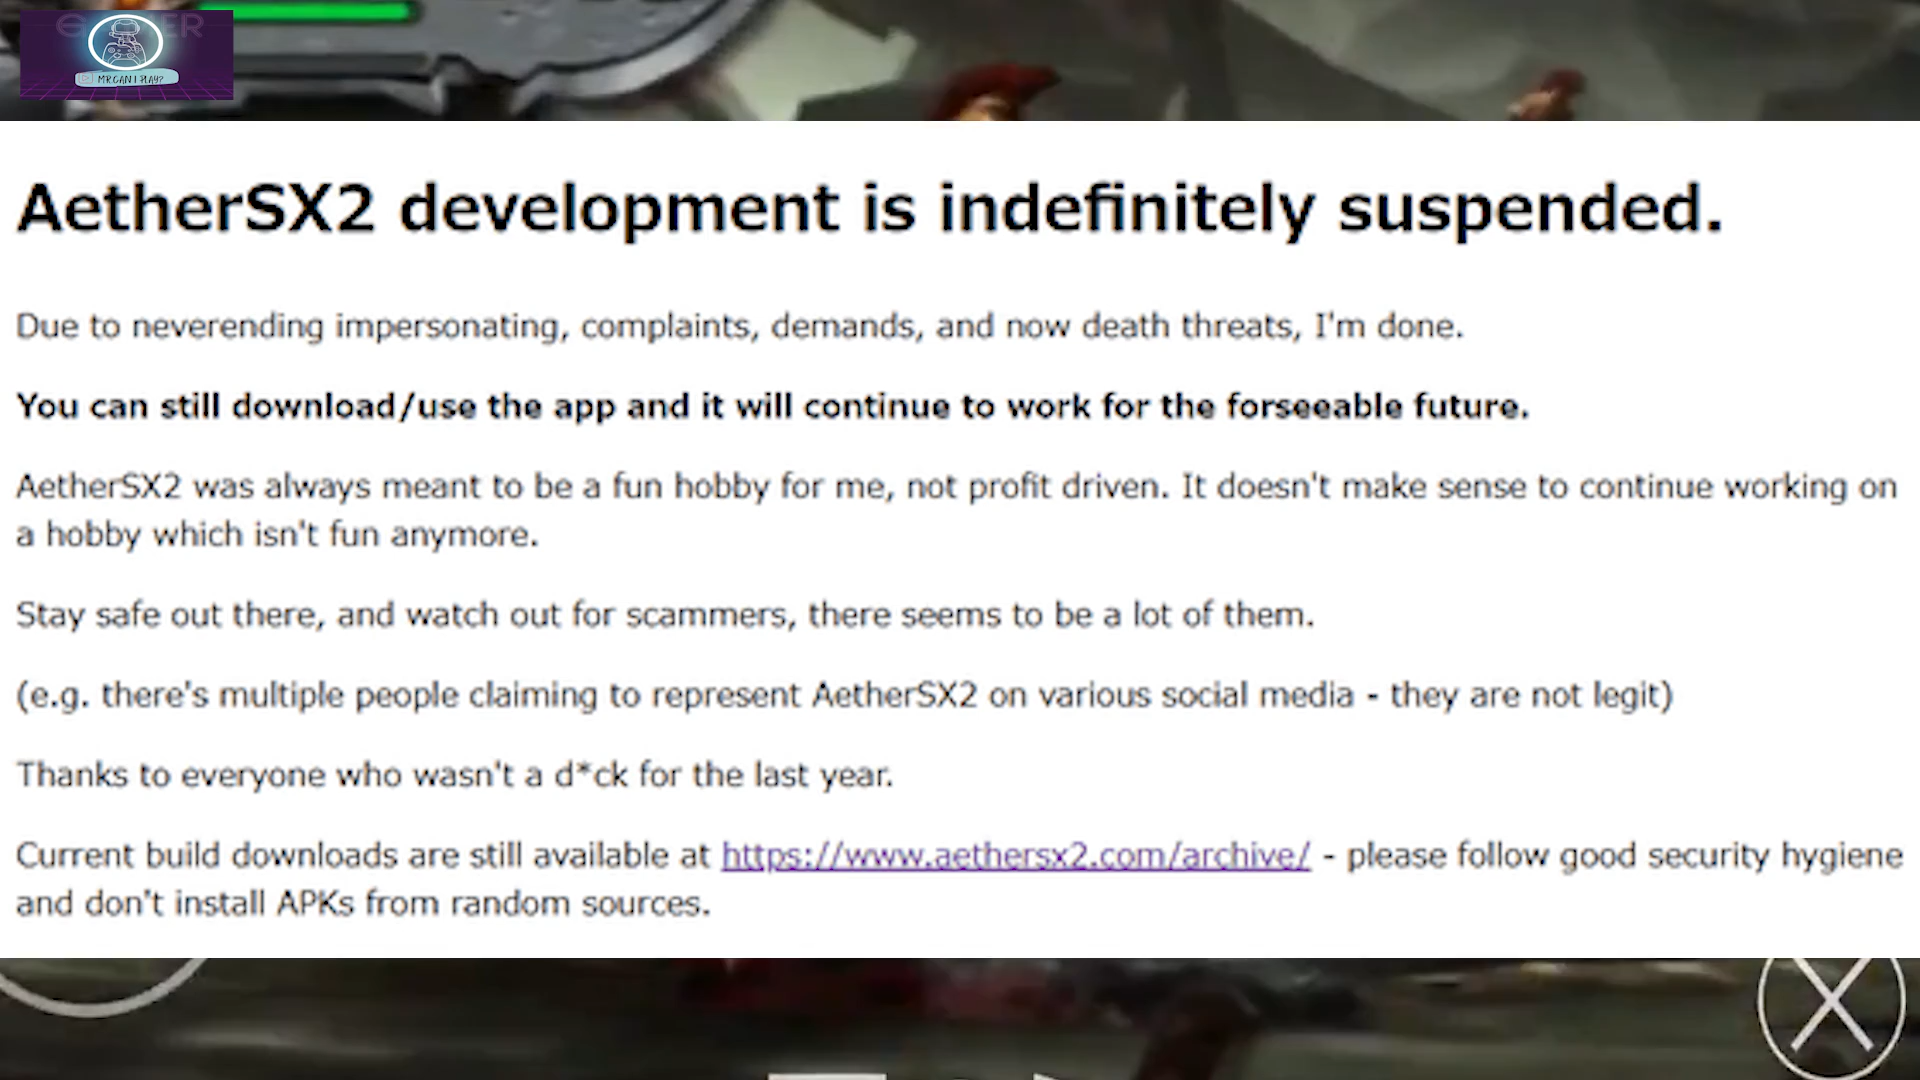 MR CAN I PLAY?
AetherSX2 development is indefinitely suspended.
Due to neverending impersonating, complaints, demands, and now death threats, I'm done.
You can still download/use the app and it will continue to work for the forseeable future.
AetherSX2 was always meant to be a fun hobby for me, not profit driven. It doesn't make sense to continue working on
a hobby which isn't fun anymore.
Stay safe out there, and watch out for scammers, there seems to be a lot of them.
(e.g. there's multiple people claiming to represent AetherSX2 on various social media - they are not legit)
Thanks to everyone who wasn't a d*ck for the last year.
Current build downloads are still available at https://www.aethersx2.com/archive/ - please follow good security hygiene
and don't install APKs from random sources.